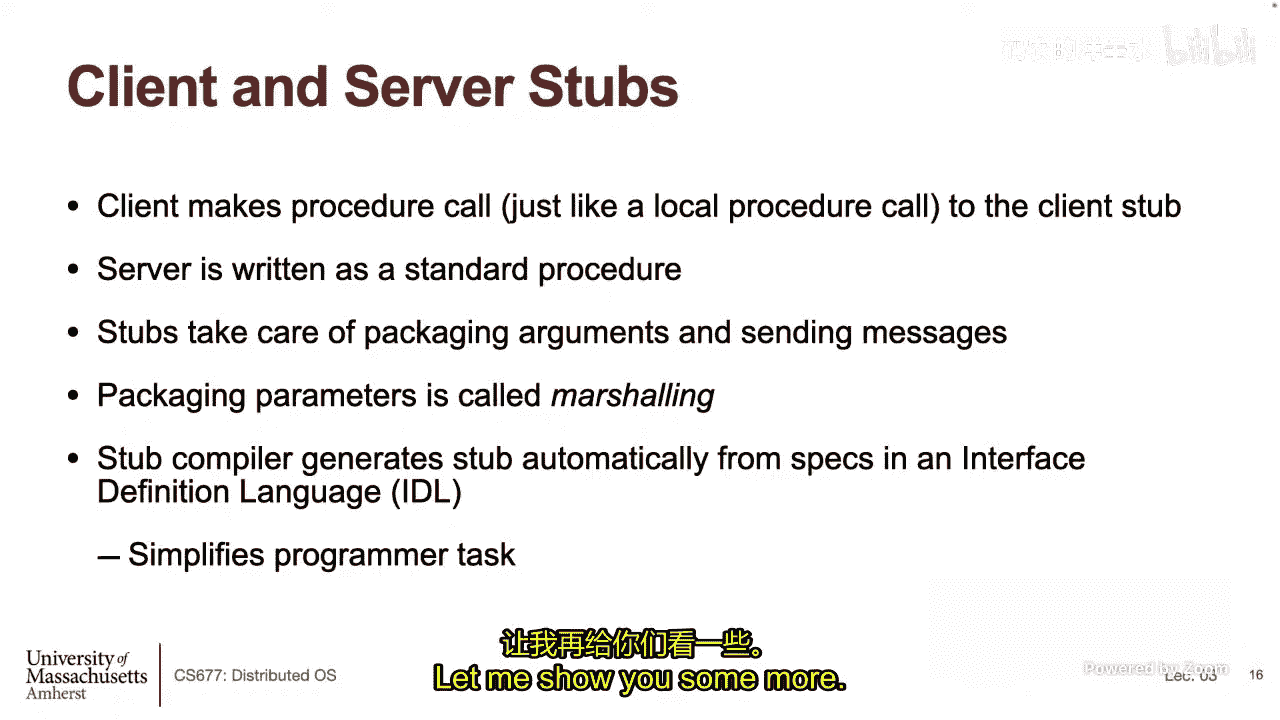 Client and Server Stubs
• Client makes procedure call (just like a local procedure call) to the client stub
• Server is written as a standard procedure
• Stubs take care of packaging arguments and sending messages
• Packaging parameters is called marshalling
• Stub compiler generates stub automatically from specs in an Interface
Definition Language (IDL)
— Simplifies programmer task
让我再给你们看一些。
Let me show you some more.
University of
Massachusetts
Amherst
CS677: Distributed OS
Powered by Zoom
Lec. 03
16
bilibili